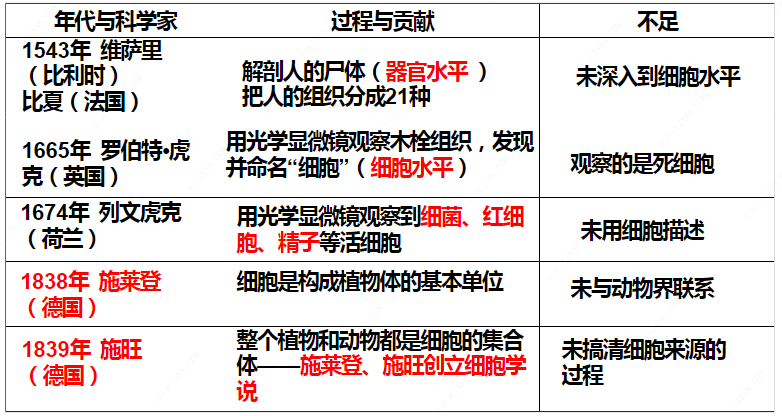 年代与科学家 过程与贡献 不足
1543年 维萨里
（比利时）
比夏（法国）
解剖人的尸体（器官水平 ）
把人的组织分成21种
未深入到细胞水平
1665年 罗伯特•虎
克（英国）
用光学显微镜观察木栓组织，发现
并命名“细胞”（细胞水平）
观察的是死细胞
1674年 列文虎克
（荷兰）
用光学显微镜观察到细菌、红细
胞、精子等活细胞
未用细胞描述
1838年 施莱登
（德国）
细胞是构成植物体的基本单位
未与动物界联系
1839年 施旺
（德国）
整个植物和动物都是细胞的集合
体——施莱登、施旺创立细胞学
说
未搞清细胞来源的
过程